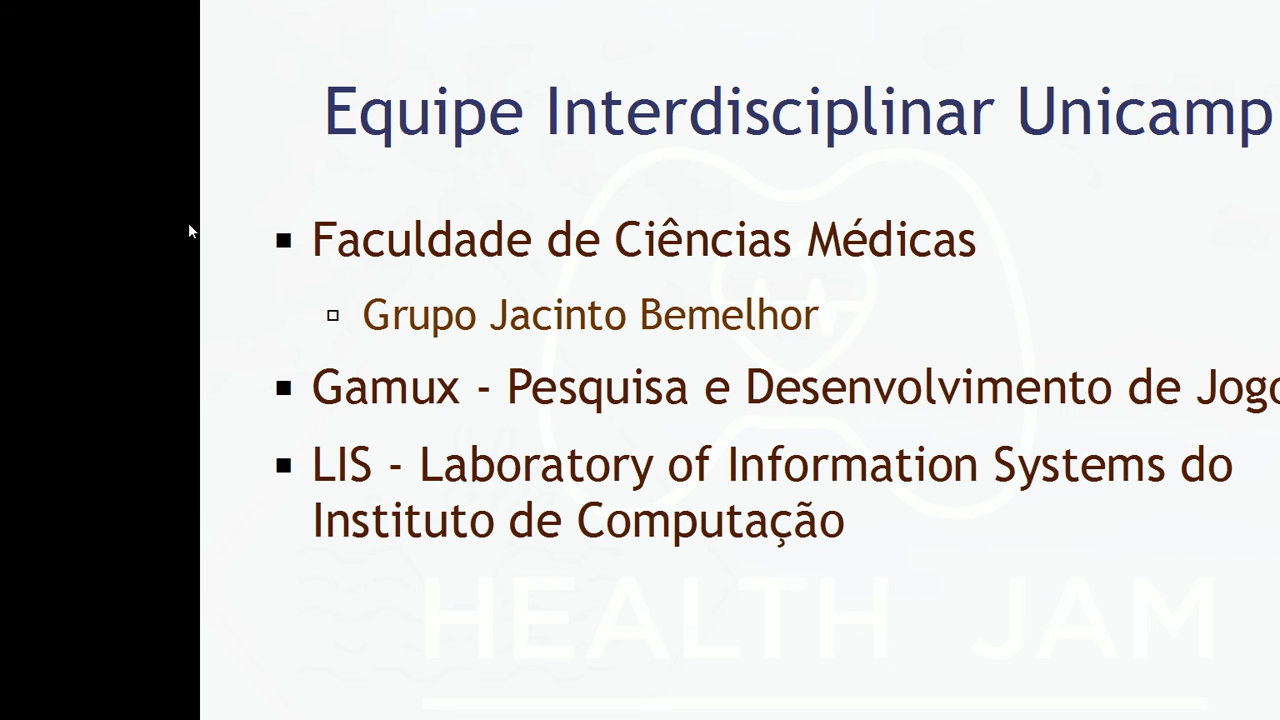 Equipe Interdisciplinar Unicamp
Faculdade de Ciências Médicas
Grupo Jacinto Bemelhor
Gamux - Pesquisa e Desenvolvimento de Jogo
LIS - Laboratory of Information Systems do
Instituto de Computação
HEALTH JAM